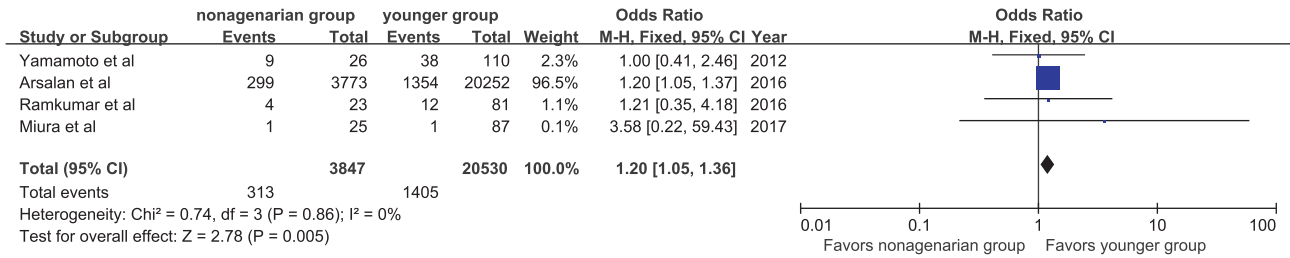 nonagenarian group younger group Odds Ratio Odds Ratio
Study or Subgroup Events Total Events Total Weight M-H, Fixed, 95% CI Year M-H, Fixed, 95% CI
Yamamoto et al 9 26 38 110 2.3% 1.00 [0.41, 2.46] 2012
Arsalan et al 299 3773 1354 20252 96.5% 1.20 [1.05, 1.37] 2016
Ramkumar et al 4 23 12 81 1.1% 1.21 [0.35, 4.18] 2016
Miura et al 1 25 1 87 0.1% 3.58 [0.22, 59.43] 2017
Total (95% CI) 3847 20530 100.0% 1.20 [1.05, 1.36]
Total events 313 1405
Heterogeneity: Chi² = 0.74, df = 3 (P = 0.86); I² = 0%
Test for overall effect: Z = 2.78 (P = 0.005)
0.01 0.1 1 10 100
Favors nonagenarian group Favors younger group